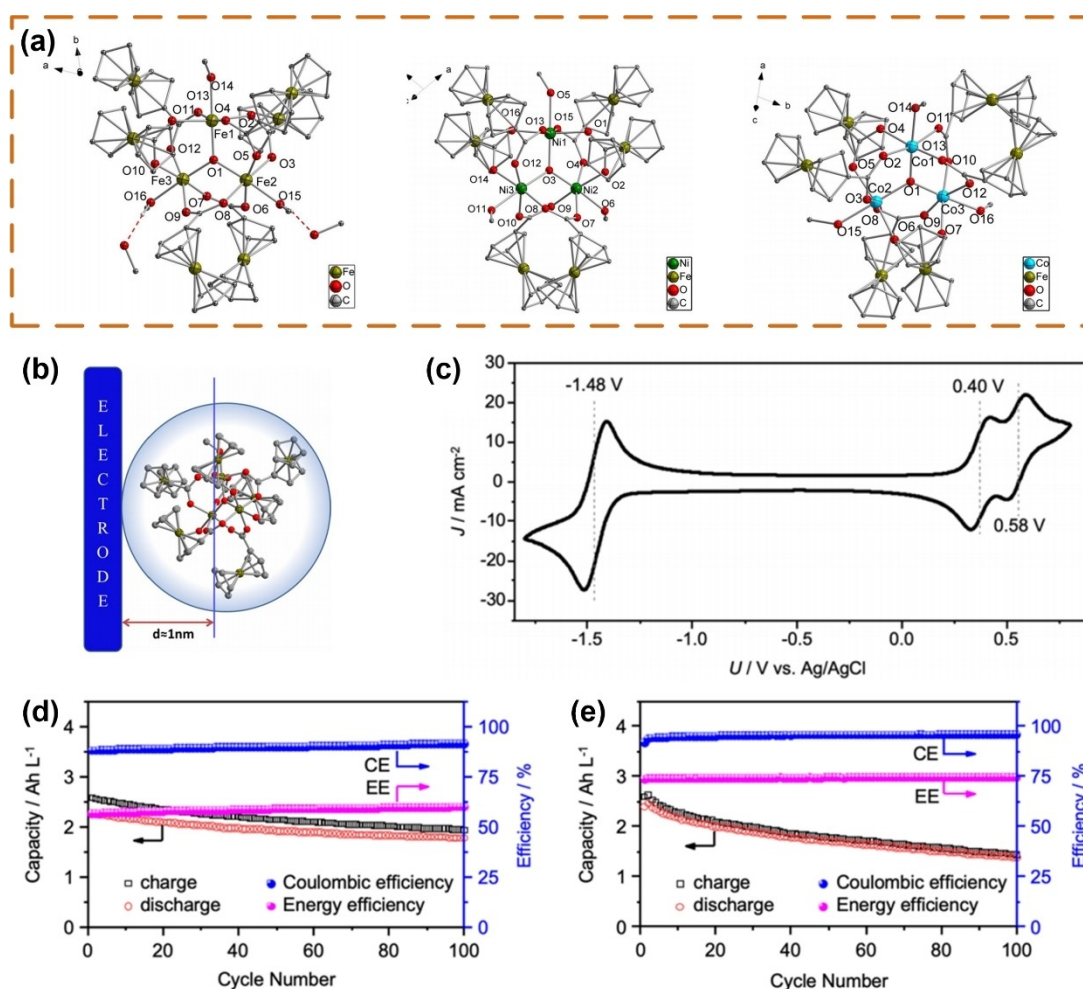 (a)
b
a
c
O14
O13
O11
O4
O2
Fe1
O12
O5
O3
O10
O1
Fe3
Fe2
O16
O15
O7
O9
O8
O6
Fe
O
C
a
O5
O16
O13
O15
O1
Ni1
O12
O4
O14
O3
O2
Ni3
Ni2
O11
O8
O9
O6
O10
O7
Ni
Fe
O
C
a
b
O14
O11
O4
O13
O2
Co1
O10
O5
O1
O12
Co2
O3
Co3
O8
O9
O16
O15
O6
O7
Co
Fe
O
C
(b)
ELECTRODE
d≈1nm
(c)
30
20
10
0
-10
-20
-30
J / mA cm-2
-1.48 V
0.40 V
0.58 V
-1.5
-1.0
-0.5
0.0
0.5
U / V vs. Ag/AgCl
(d)
Capacity / Ah L-1
4
3
2
1
0
100
75
50
25
0
Efficiency / %
CE
EE
charge
discharge
Coulombic efficiency
Energy efficiency
0 20 40 60 80 100
Cycle Number
(e)
Capacity / Ah L-1
4
3
2
1
0
100
75
50
25
0
Efficiency / %
CE
EE
charge
discharge
Coulombic efficiency
Energy efficiency
0 20 40 60 80 100
Cycle Number